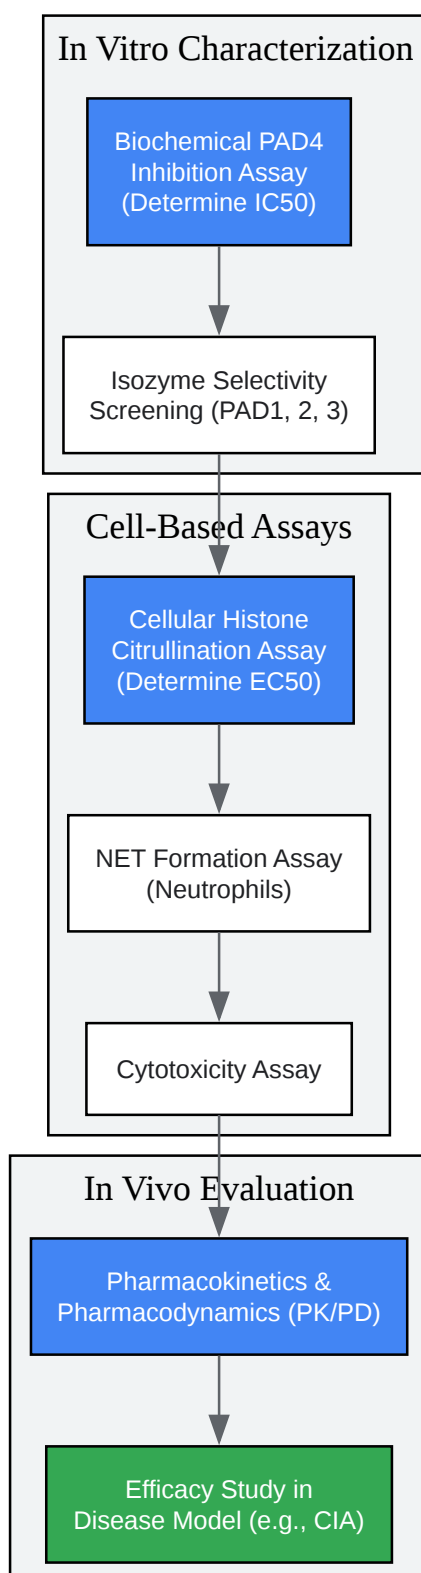 In Vitro Characterization
Biochemical PAD4
Inhibition Assay
(Determine IC50)
Isozyme Selectivity
Screening (PAD1, 2, 3)
Cell-Based Assays
Cellular Histone
Citrullination Assay
(Determine EC50)
NET Formation Assay
(Neutrophils)
Cytotoxicity Assay
In Vivo Evaluation
Pharmacokinetics &
Pharmacodynamics (PK/PD)
Efficacy Study in
Disease Model (e.g., CIA)